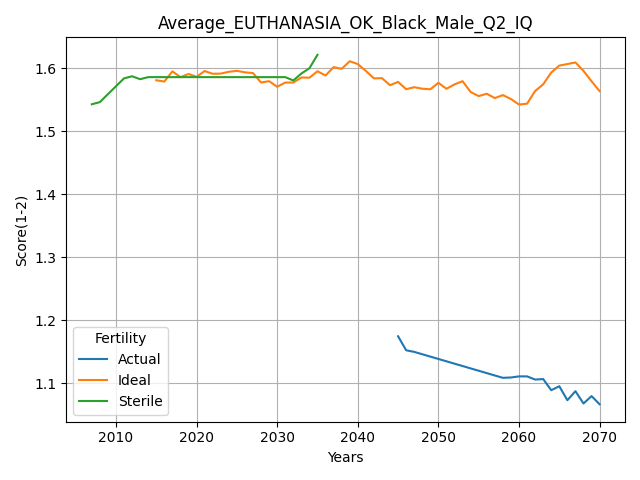 Average_EUTHANASIA_OK_Black_Male_Q2_IQ
Score(1-2)
1.6
1.5
1.4
1.3
1.2
1.1
Fertility
Actual
Ideal
Sterile
2010 2020 2030 2040 2050 2060 2070
Years